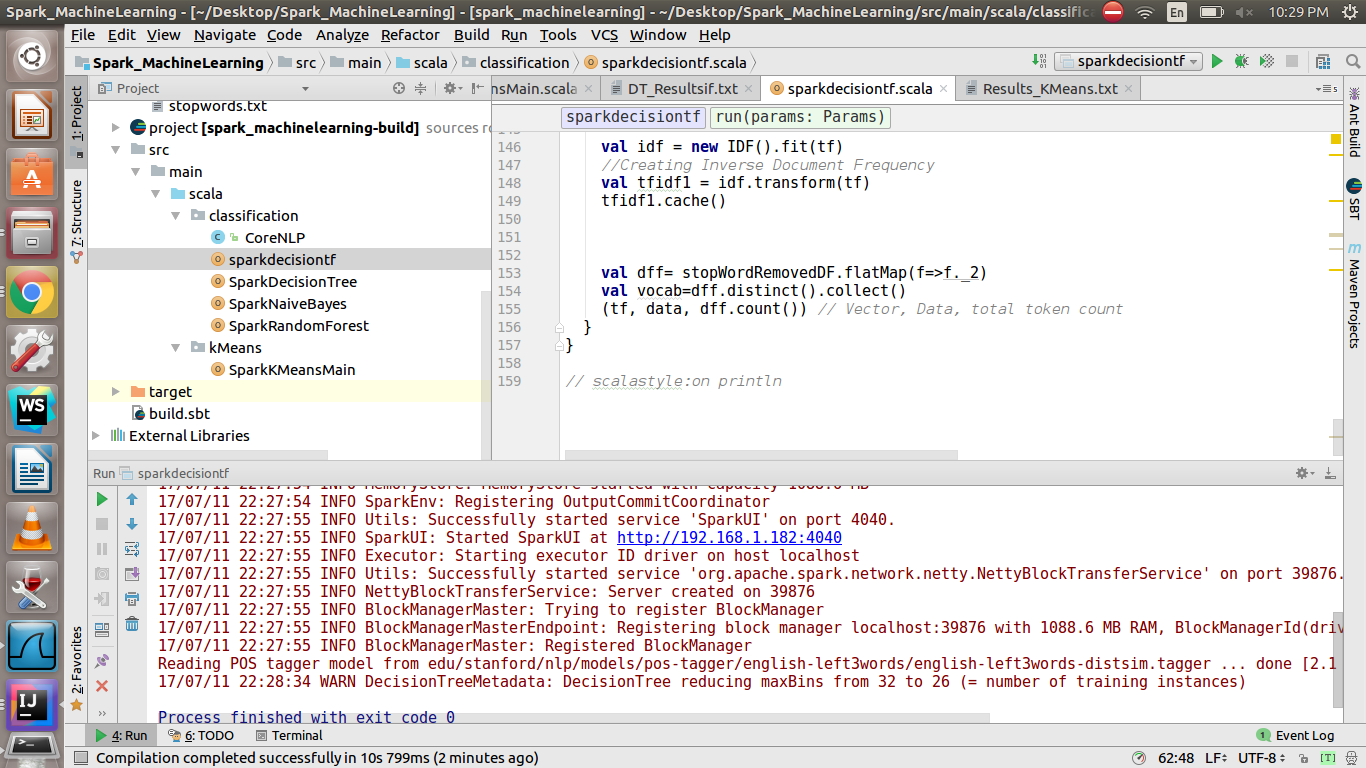 Spark_MachineLearning - [~/Desktop/Spark_MachineLearning] - [spark_machinelearning] - ~/Desktop/Spark_MachineLearning/src/main/scala/classific
En
10:29 PM
File Edit View Navigate Code Analyze Refactor Build Run Tools VCS Window Help
Spark_MachineLearning src main scala classification sparkdecisiontf.scala
sparkdecisiontf
Project
nsMain.scala DT_Resultsif.txt sparkdecisiontf.scala Results_KMeans.txt
1: Project
7: Structure
2: Favorites
stopwords.txt
project [spark_machinelearning-build] sources ro
src
main
scala
classification
CoreNLP
sparkdecisiontf
SparkDecisionTree
SparkNaiveBayes
SparkRandomForest
kMeans
SparkKMeansMain
target
build.sbt
External Libraries
sparkdecisiontf run(params: Params)
146 val idf = new IDF().fit(tf)
147 //Creating Inverse Document Frequency
148 val tfidf1 = idf.transform(tf)
149 tfidf1.cache()
150
151
152
153 val dff= stopWordRemovedDF.flatMap(f=>f._2)
154 val vocab=dff.distinct().collect()
155 (tf, data, dff.count()) // Vector, Data, total token count
156 }
157 }
158
159 // scalastyle:on println
Ant Build
SBT
Maven Projects
Run sparkdecisiontf
17/07/11 22:27:54 INFO MemoryStore: MemoryStore started with capacity 1088.6 MB
17/07/11 22:27:54 INFO SparkEnv: Registering OutputCommitCoordinator
17/07/11 22:27:55 INFO Utils: Successfully started service 'SparkUI' on port 4040.
17/07/11 22:27:55 INFO SparkUI: Started SparkUI at http://192.168.1.182:4040
17/07/11 22:27:55 INFO Executor: Starting executor ID driver on host localhost
17/07/11 22:27:55 INFO Utils: Successfully started service 'org.apache.spark.network.netty.NettyBlockTransferService' on port 39876.
17/07/11 22:27:55 INFO NettyBlockTransferService: Server created on 39876
17/07/11 22:27:55 INFO BlockManagerMaster: Trying to register BlockManager
17/07/11 22:27:55 INFO BlockManagerMasterEndpoint: Registering block manager localhost:39876 with 1088.6 MB RAM, BlockManagerId(driv
17/07/11 22:27:55 INFO BlockManagerMaster: Registered BlockManager
Reading POS tagger model from edu/stanford/nlp/models/pos-tagger/english-left3words/english-left3words-distsim.tagger ... done [2.1
17/07/11 22:28:34 WARN DecisionTreeMetadata: DecisionTree reducing maxBins from 32 to 26 (= number of training instances)
Process finished with exit code 0
4: Run 6: TODO Terminal
1 Event Log
Compilation completed successfully in 10s 799ms (2 minutes ago)
62:48 LF UTF-8 [T]